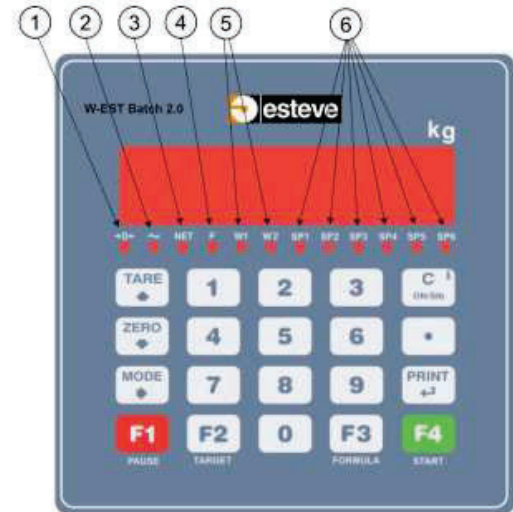 1 2 3 4 5 6
W-EST Batch 2.0 esteve
kg
→0← ~ NET F W1 W2 SP1 SP2 SP3 SP4 SP5 SP6
TARE 1 2 3 C
ON-Stb
ZERO 4 5 6 .
MODE 7 8 9 PRINT
F1 F2 0 F3 F4
PAUSE TARGET FORMULA START